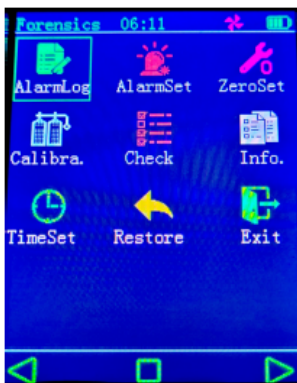 Forensics 06:11
AlarmLog AlarmSet ZeroSet
Calibra. Check Info.
TimeSet Restore Exit